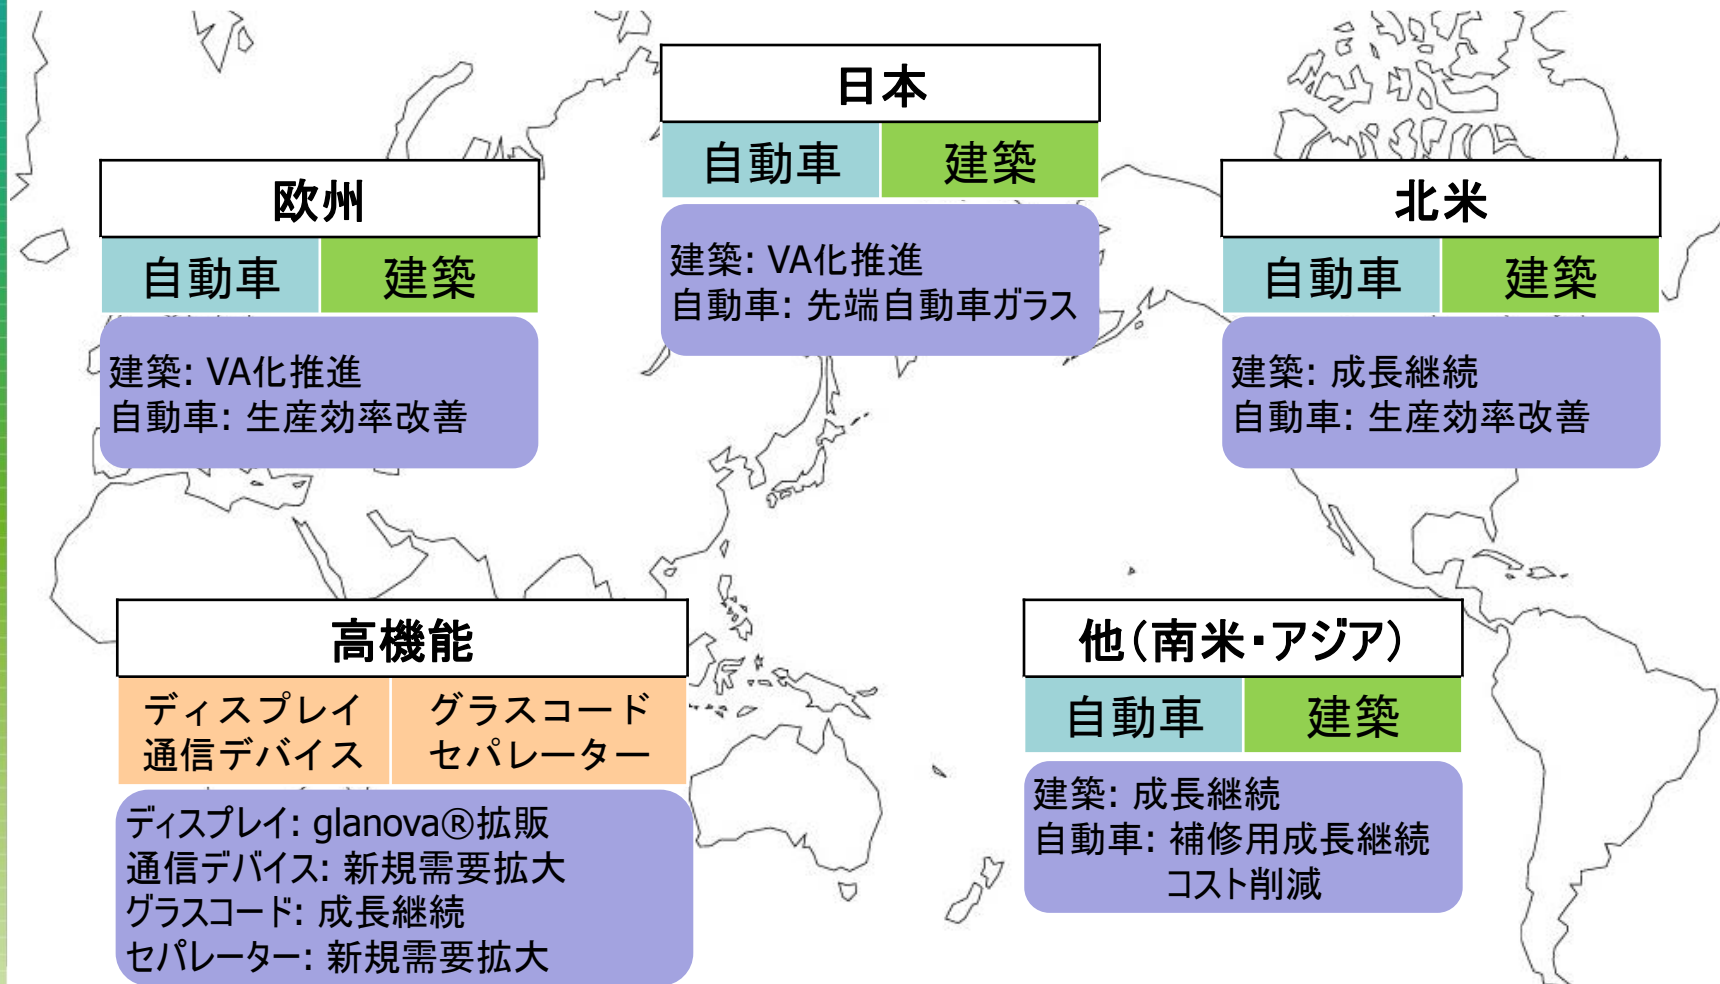 日本
自動車 建築
建築: VA化推進
自動車: 先端自動車ガラス
欧州
自動車 建築
建築: VA化推進
自動車: 生産効率改善
北米
自動車 建築
建築: 成長継続
自動車: 生産効率改善
高機能
ディスプレイ
通信デバイス
グラスコード
セパレーター
ディスプレイ: glanova®拡販
通信デバイス: 新規需要拡大
グラスコード: 成長継続
セパレーター: 新規需要拡大
他(南米・アジア)
自動車 建築
建築: 成長継続
自動車: 補修用成長継続
コスト削減